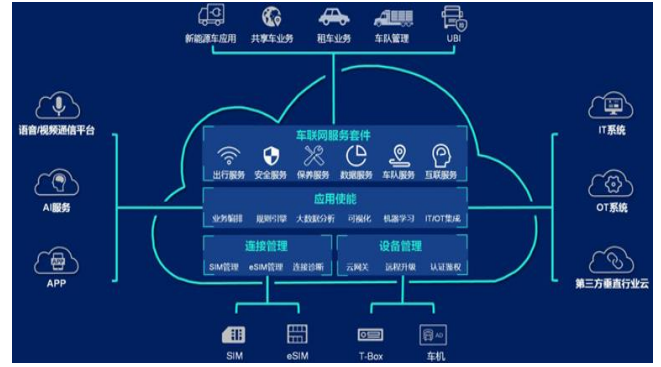 新能源车应用 共享车业务 租车业务 车队管理 UBI
语音/视频通信平台
AI服务
APP
APP
车联网服务套件
出行服务 安全服务 保养服务 数据服务 车队服务 互联服务
应用使能
业务编排 规则引擎 大数据分析 可视化 机器学习 IT/OT集成
连接管理
SIM管理 eSIM管理 连接诊断
设备管理
云网关 远程升级 认证鉴权
IT系统
OT系统
第三方垂直行业云
AD
SIM eSIM T-Box 车机